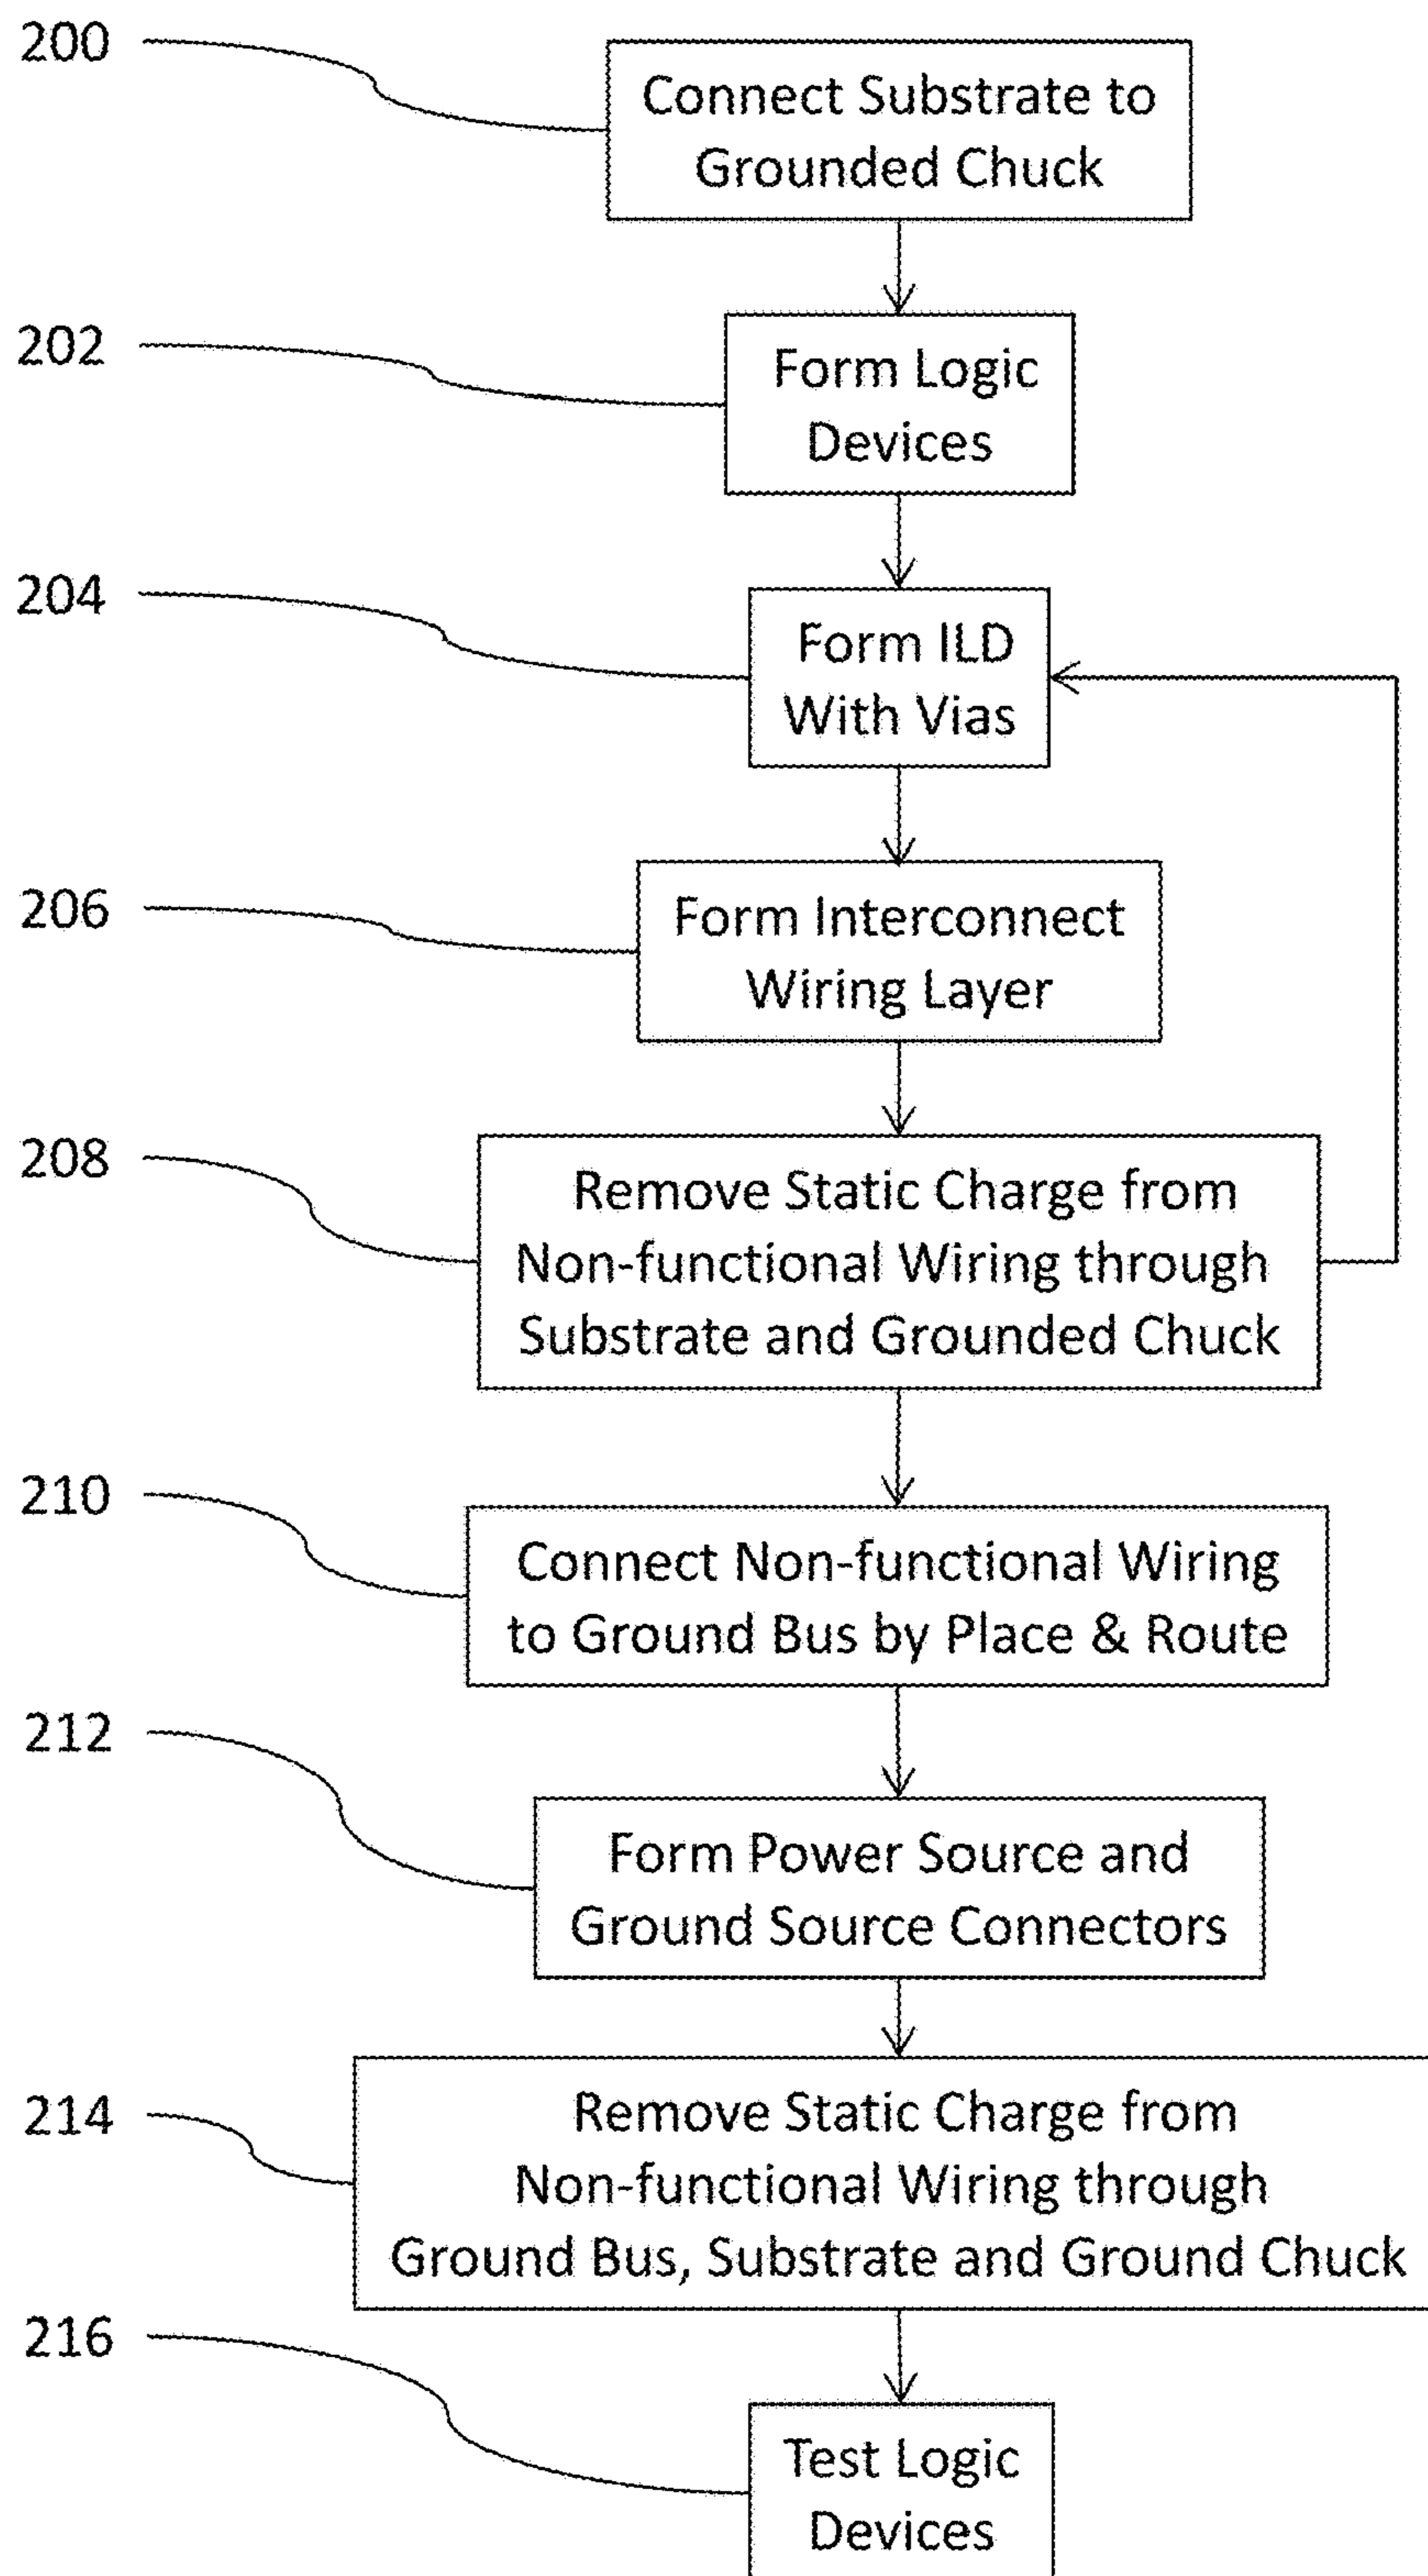 200
Connect Substrate to
Grounded Chuck
202
Form Logic
Devices
204
Form ILD
With Vias
206
Form Interconnect
Wiring Layer
208
Remove Static Charge from
Non-functional Wiring through
Substrate and Grounded Chuck
210
Connect Non-functional Wiring
to Ground Bus by Place & Route
212
Form Power Source and
Ground Source Connectors
214
Remove Static Charge from
Non-functional Wiring through
Ground Bus, Substrate and Ground Chuck
216
Test Logic
Devices